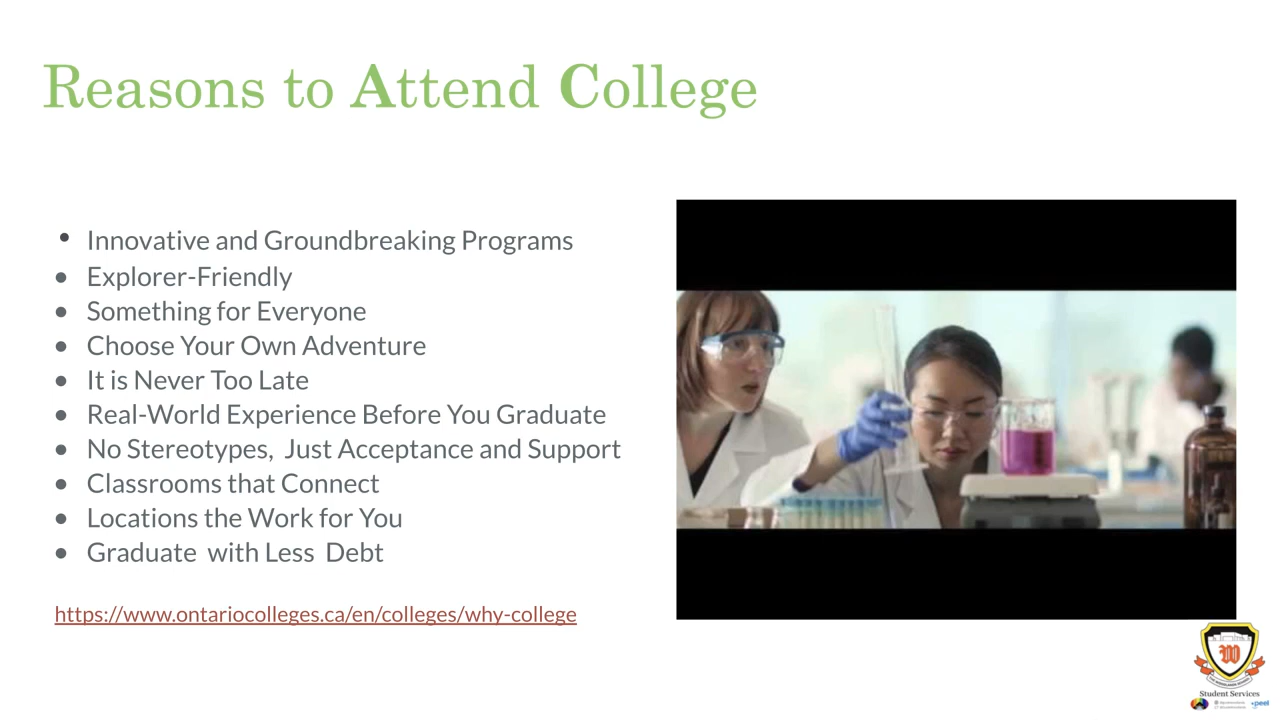 Reasons to Attend College
• Innovative and Groundbreaking Programs
• Explorer-Friendly
• Something for Everyone
• Choose Your Own Adventure
• It is Never Too Late
• Real-World Experience Before You Graduate
• No Stereotypes,  Just Acceptance and Support
• Classrooms that Connect
• Locations the Work for You
• Graduate  with Less  Debt
https://www.ontariocolleges.ca/en/colleges/why-college
W
Student Services
peel